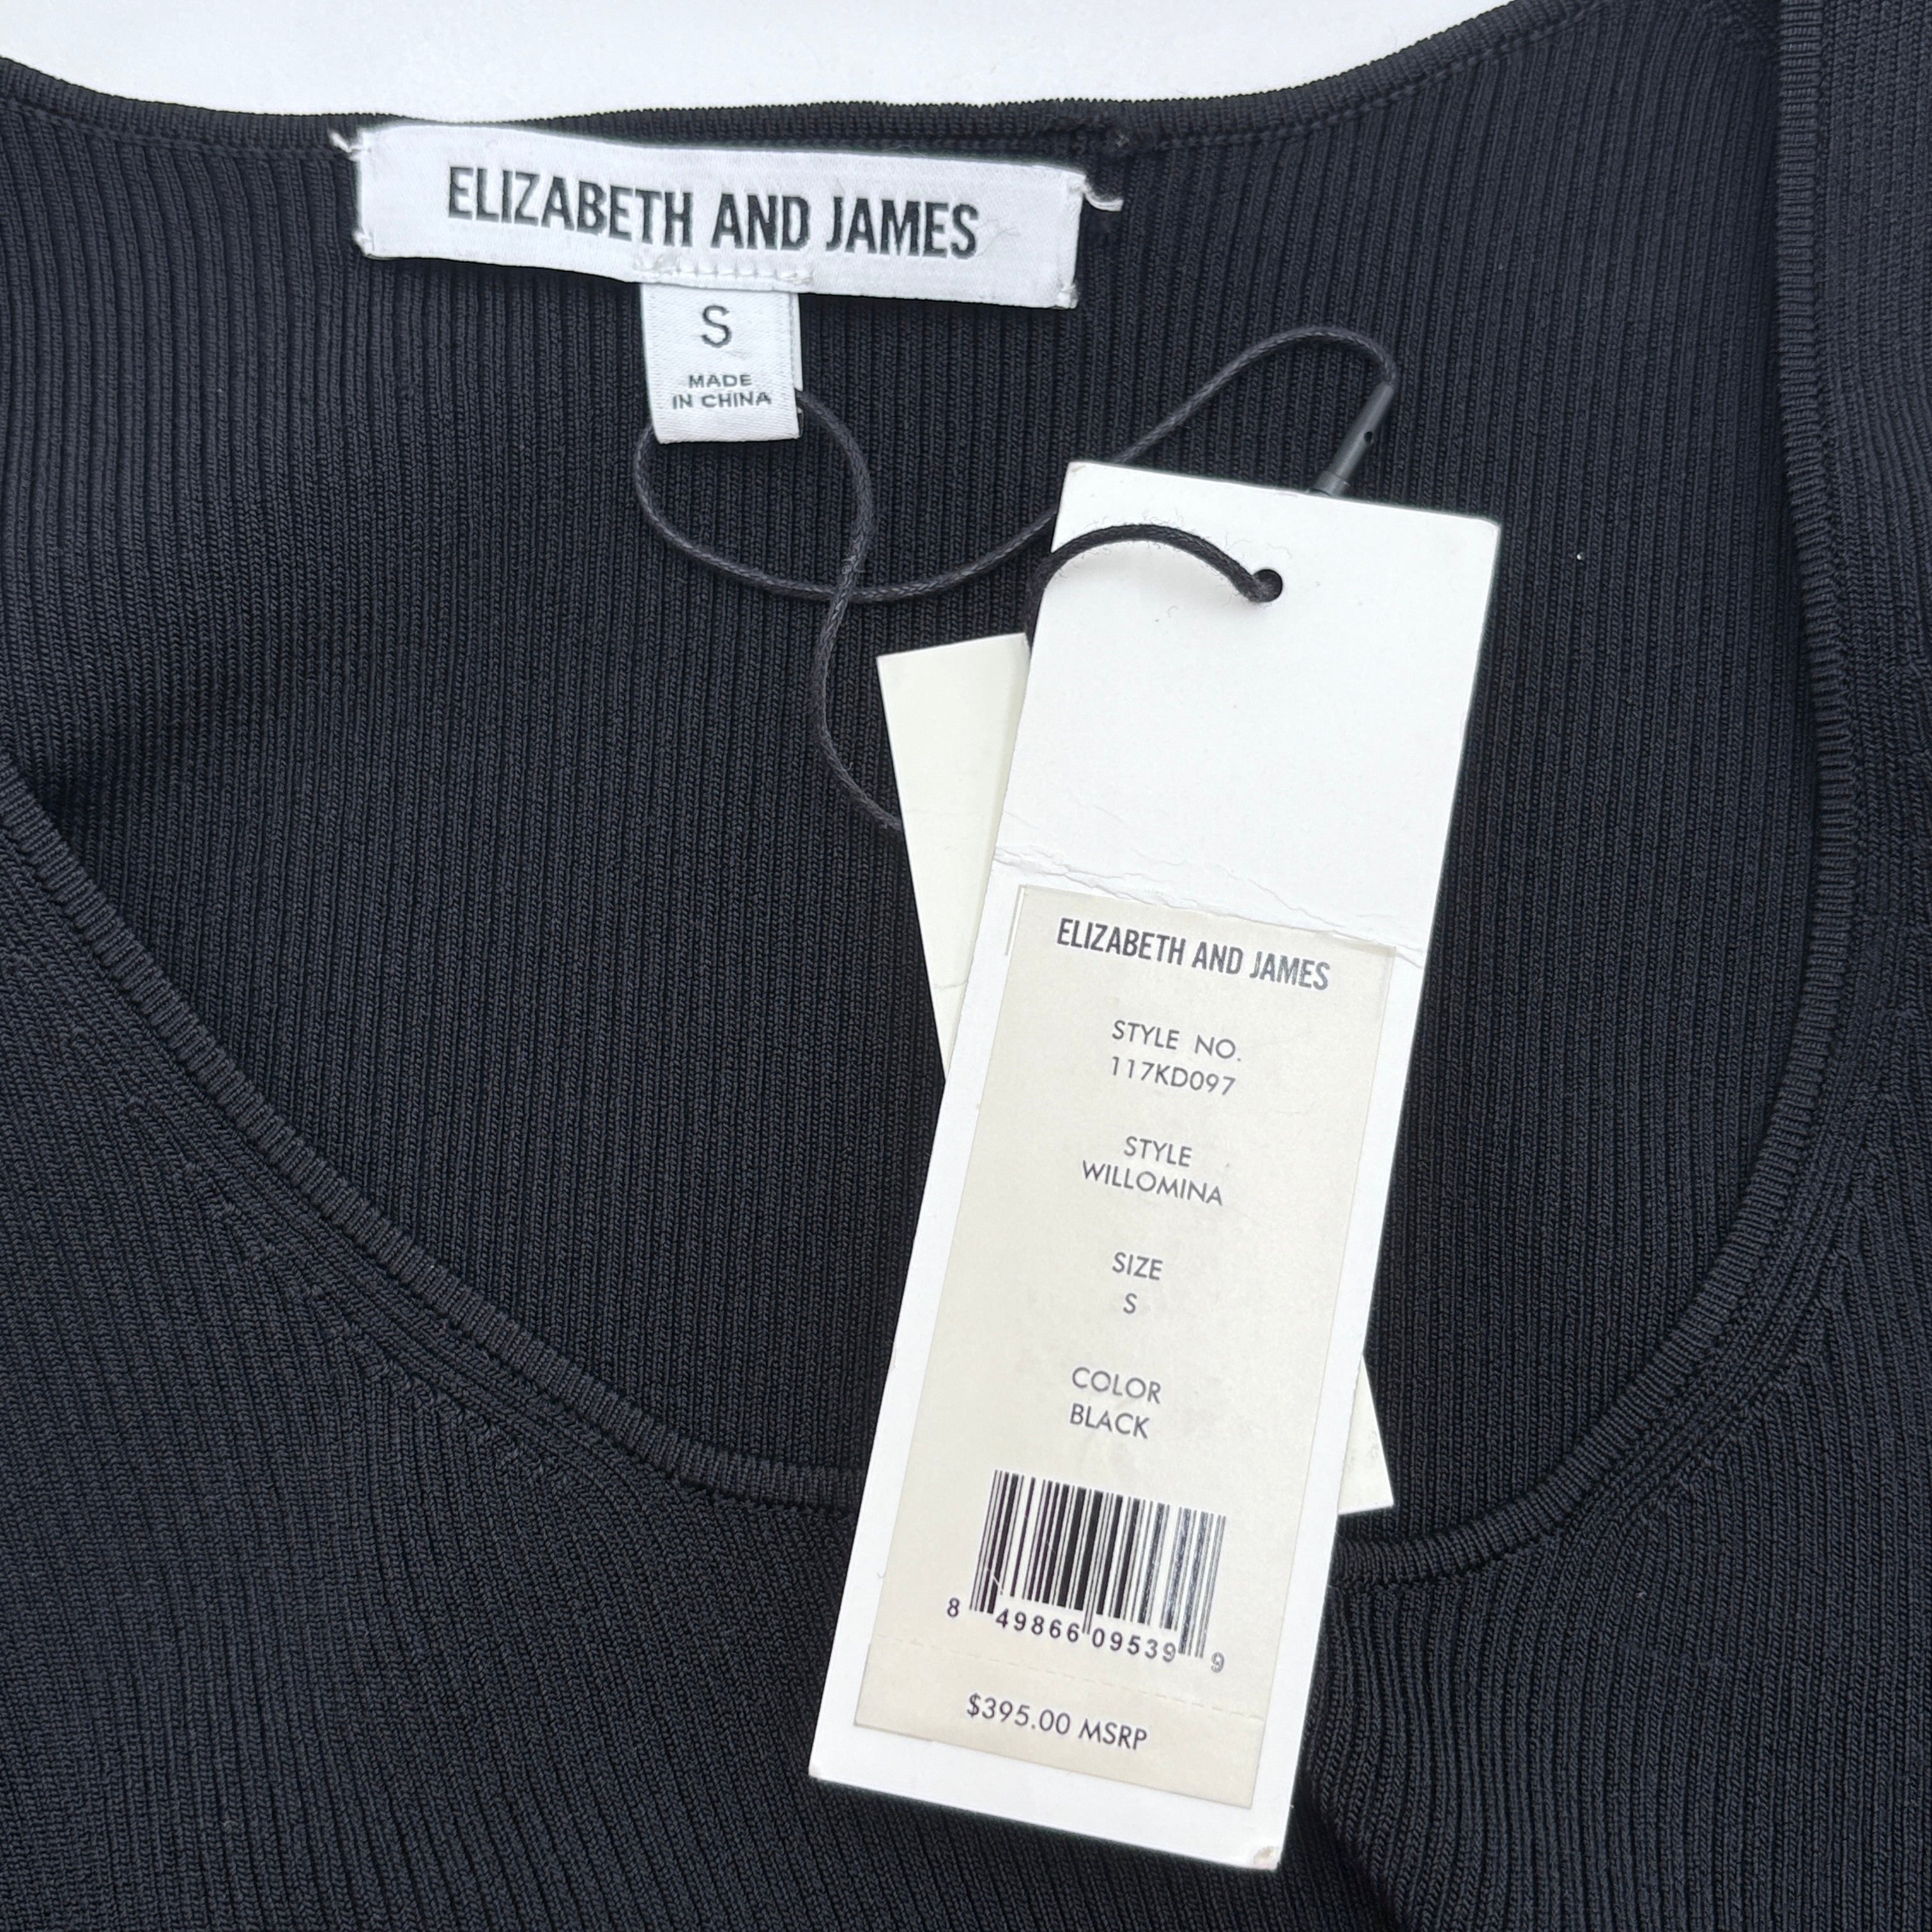 ELIZABETH AND JAMES
S
MADE
IN CHINA
ELIZABETH AND JAMES
STYLE NO.
117KD097
STYLE
WILLOMINA
SIZE
S
COLOR
BLACK
8 49866 09539 9
$395.00 MSRP